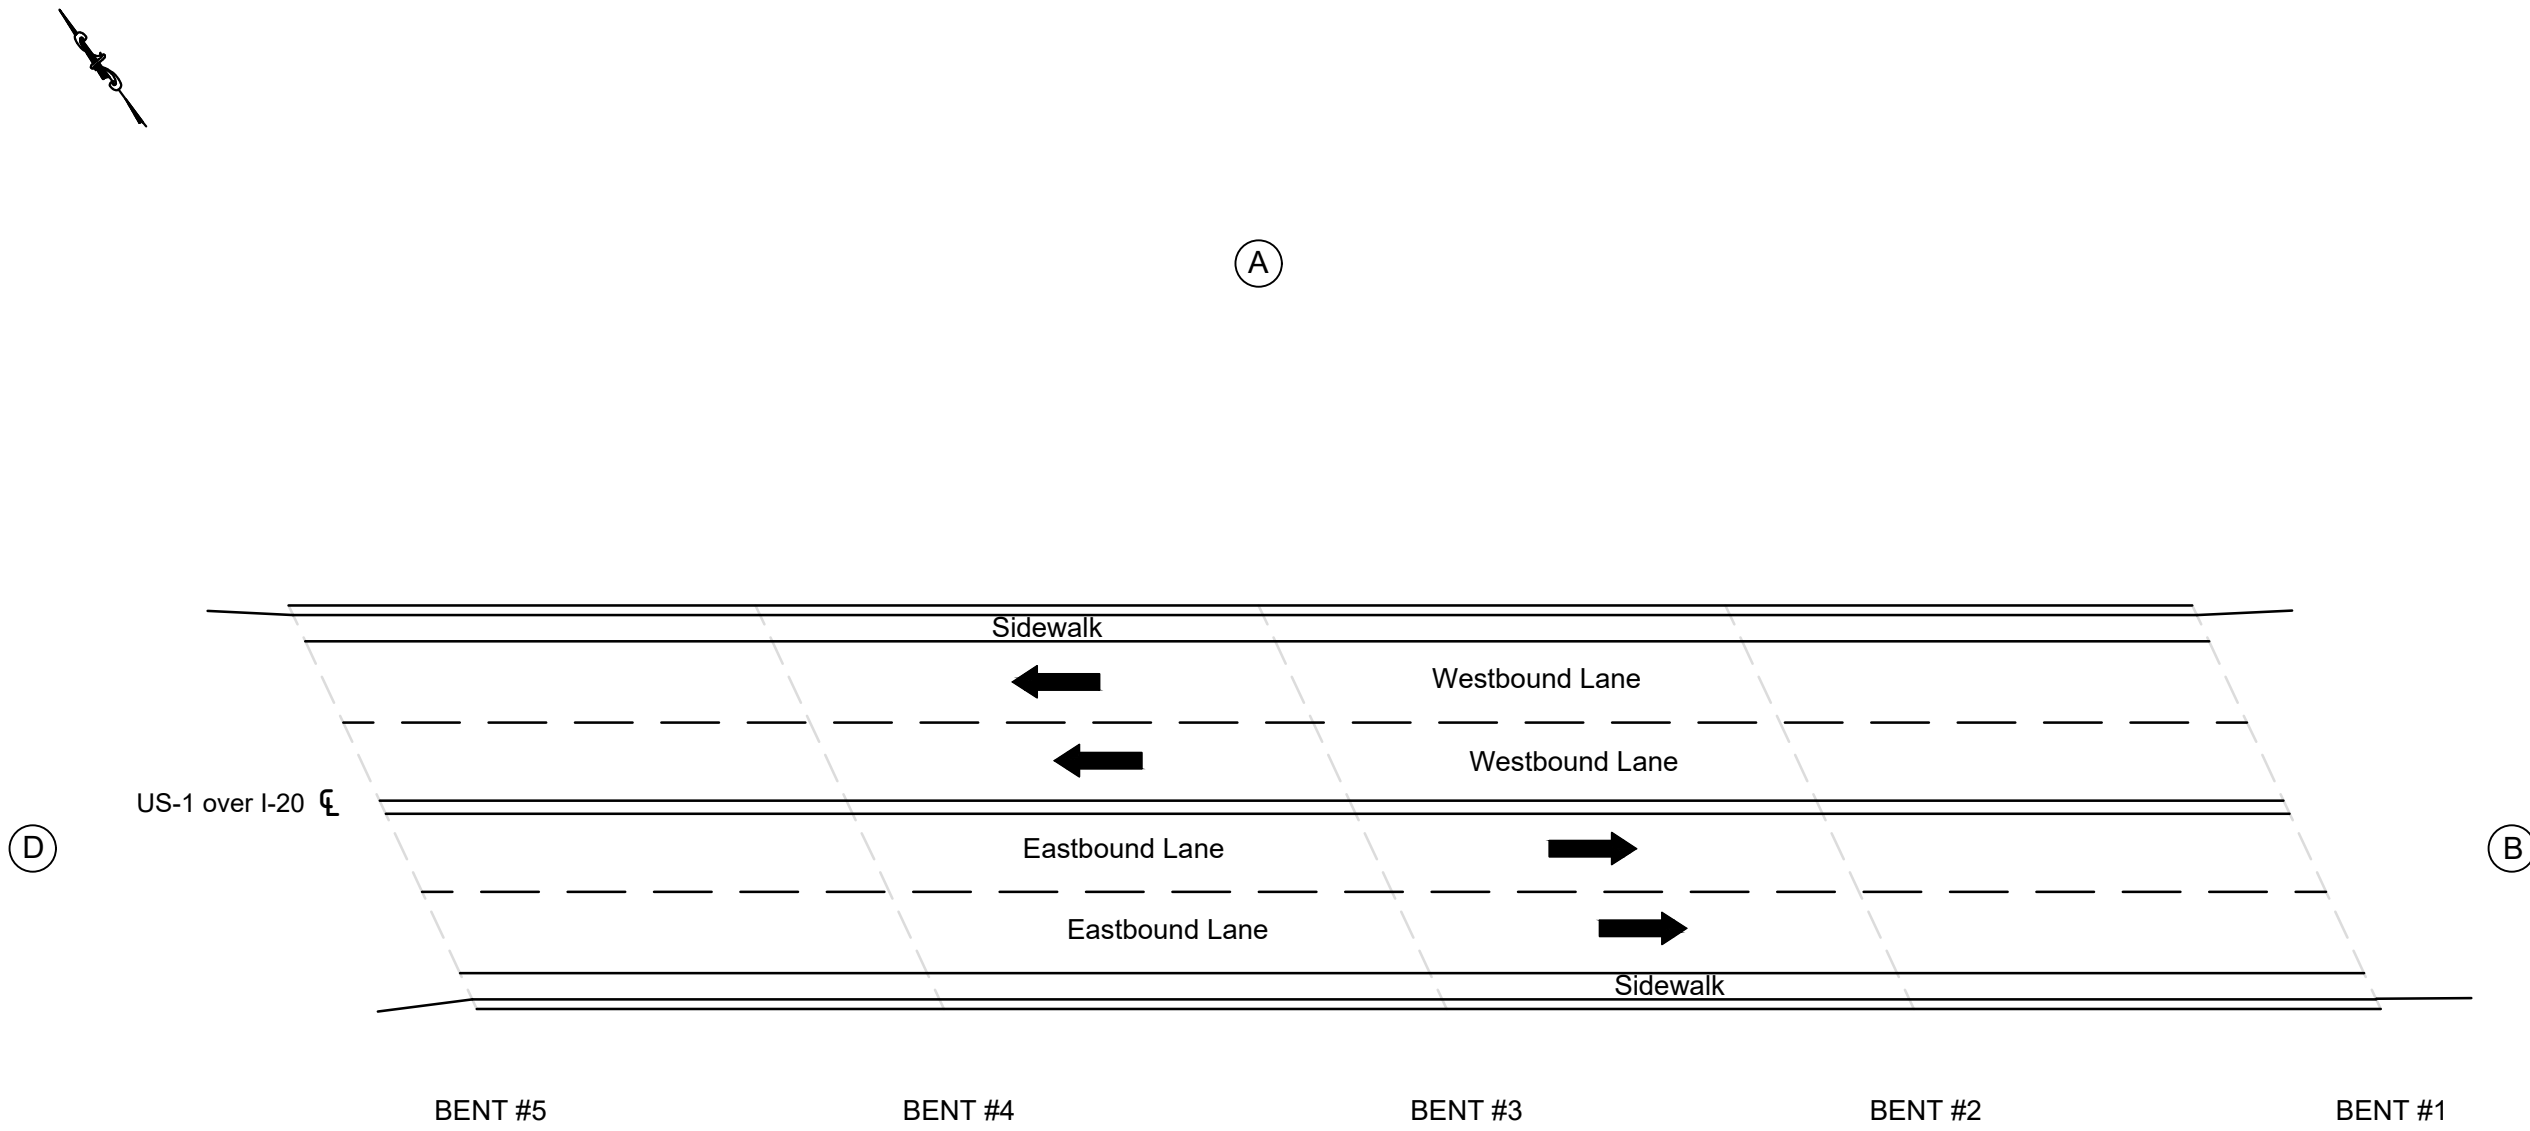 A
Sidewalk
Westbound Lane
Westbound Lane
US-1 over I-20 ℄
D
Eastbound Lane
B
Eastbound Lane
Sidewalk
BENT #5 BENT #4 BENT #3 BENT #2 BENT #1